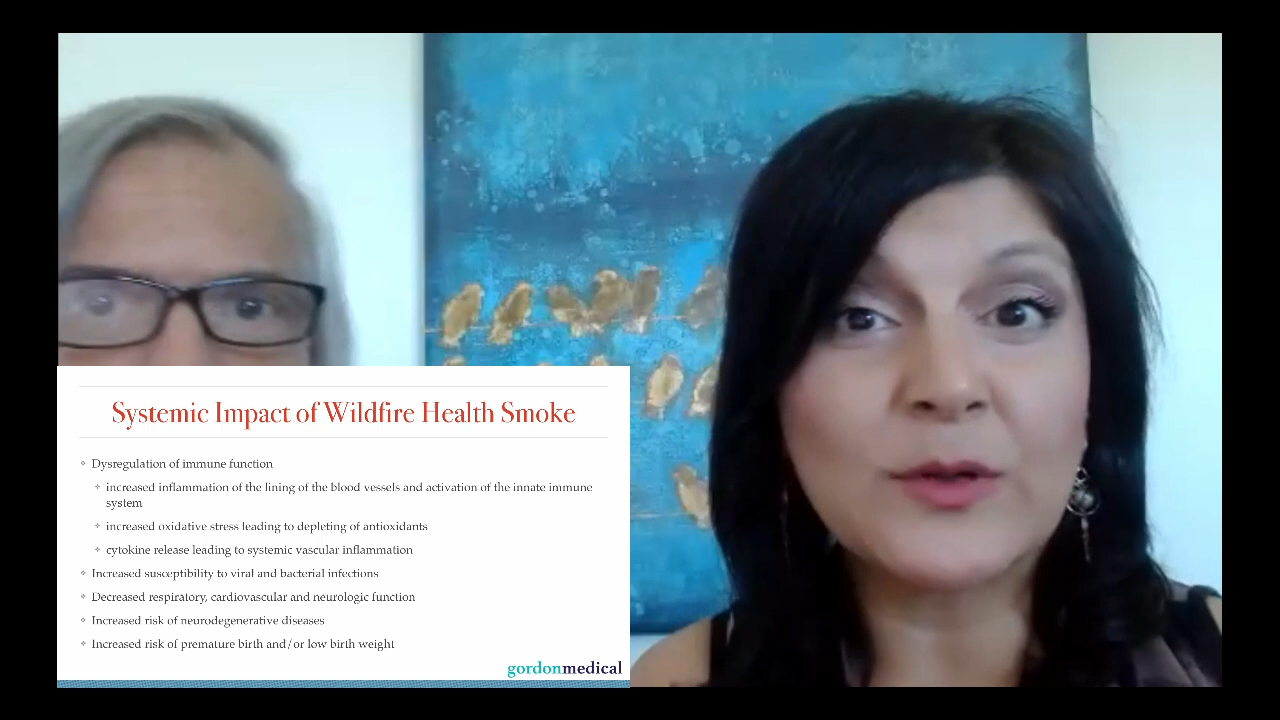 Systemic Impact of Wildfire Health Smoke
Dysregulation of immune function
increased inflammation of the lining of the blood vessels and activation of the innate immune
system
increased oxidative stress leading to depleting of antioxidants
cytokine release leading to systemic vascular inflammation
Increased susceptibility to viral and bacterial infections
Decreased respiratory, cardiovascular and neurologic function
Increased risk of neurodegenerative diseases
Increased risk of premature birth and/or low birth weight
gordonmedical